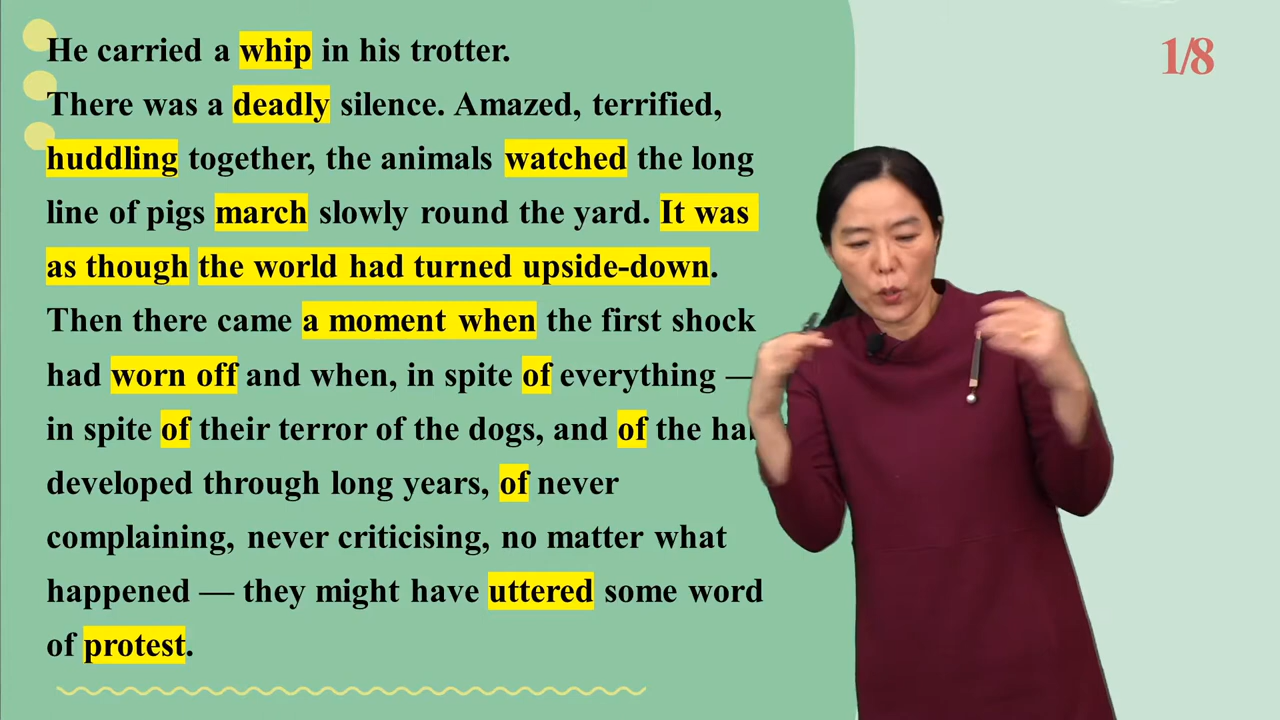 He carried a whip in his trotter.
There was a deadly silence. Amazed, terrified,
huddling together, the animals watched the long
line of pigs march slowly round the yard. It was
as though the world had turned upside-down.
Then there came a moment when the first shock
had worn off and when, in spite of everything —
in spite of their terror of the dogs, and of the
developed through long years, of never
complaining, never criticising, no matter what
happened — they might have uttered some word
of protest.
1/8